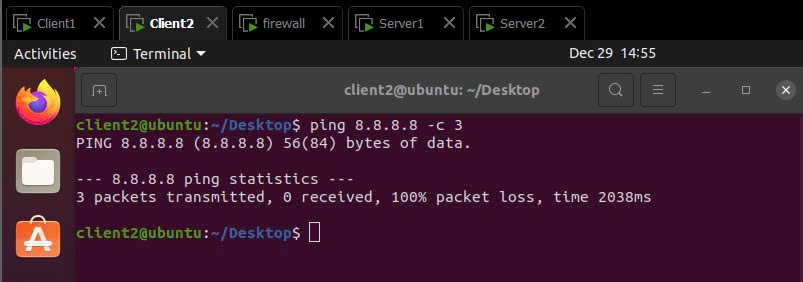 Client1 Client2 firewall Server1 Server2
Activities Terminal Dec 29 14:55
client2@ubuntu: ~/Desktop
client2@ubuntu:~/Desktop$ ping 8.8.8.8 -c 3
PING 8.8.8.8 (8.8.8.8) 56(84) bytes of data.
--- 8.8.8.8 ping statistics ---
3 packets transmitted, 0 received, 100% packet loss, time 2038ms
client2@ubuntu:~/Desktop$